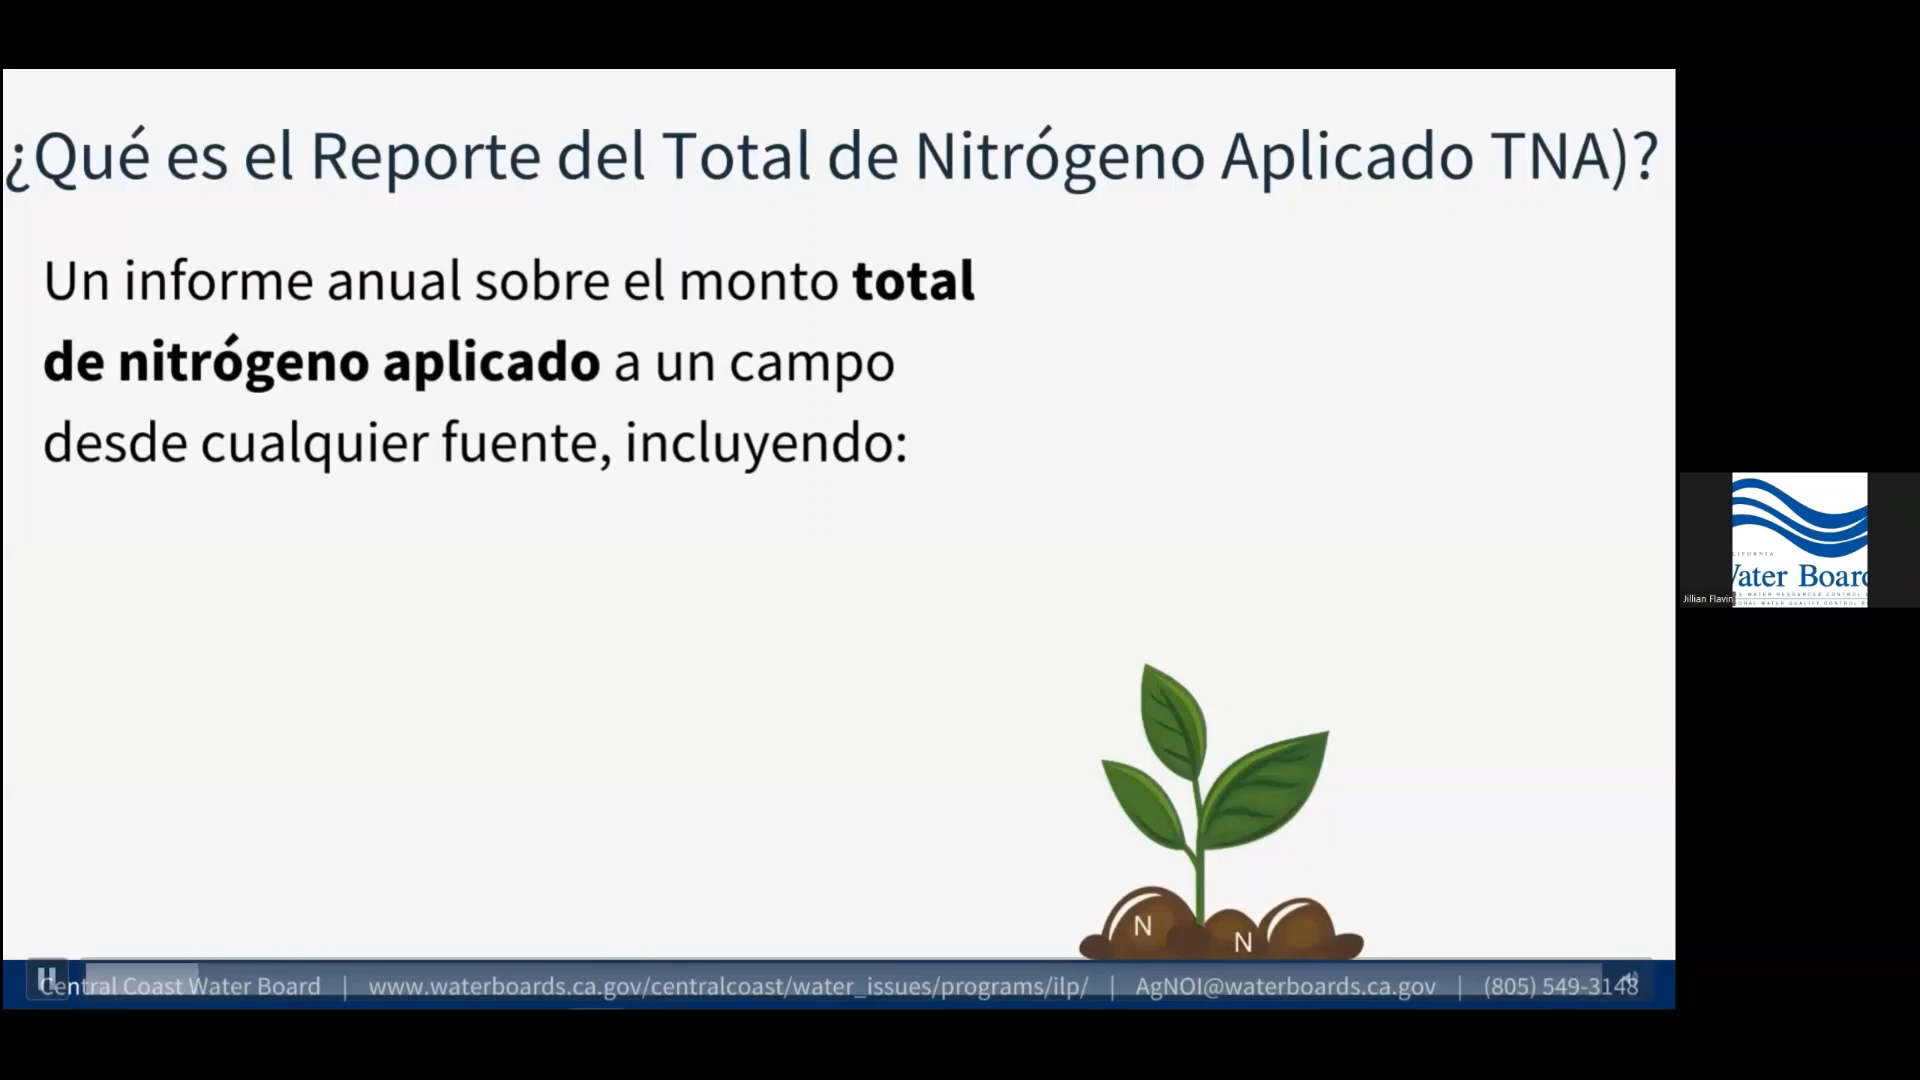 ¿Qué es el Reporte del Total de Nitrógeno Aplicado TNA)?
Un informe anual sobre el monto total
de nitrógeno aplicado a un campo
desde cualquier fuente, incluyendo:
N
N
Central Coast Water Board | www.waterboards.ca.gov/centralcoast/water_issues/programs/ilp/ | AgNOI@waterboards.ca.gov | (805) 549-3148
Water Board
Jillian Flavin